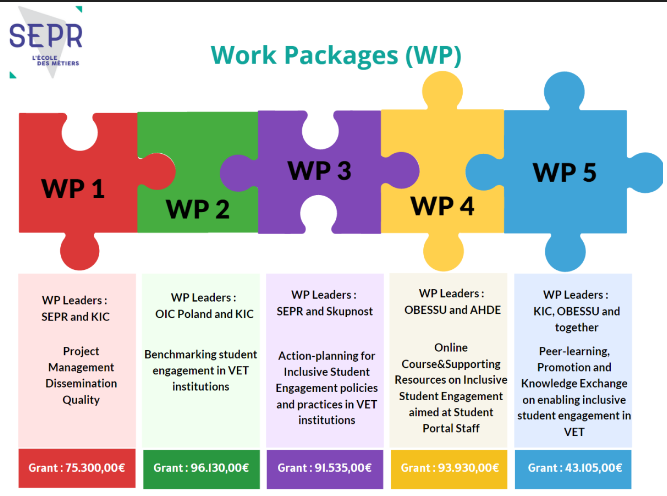 SEPR
L'ÉCOLE
DES MÉTIERS
Work Packages (WP)
WP 1
WP 2
WP 3
WP 4
WP 5
WP Leaders :
SEPR and KIC
Project
Management
Dissemination
Quality
Grant : 75.300,00€
WP Leaders :
OIC Poland and KIC
Benchmarking student
engagement in VET
institutions
Grant : 96.130,00€
WP Leaders :
SEPR and Skupnost
Action-planning for
Inclusive Student
Engagement policies
and practices in VET
institutions
Grant : 91.535,00€
WP Leaders :
OBESSU and AHDE
Online
Course&Supporting
Resources on Inclusive
Student Engagement
aimed at Student
Portal Staff
Grant : 93.930,00€
WP Leaders :
KIC, OBESSU and
together
Peer-learning,
Promotion and
Knowledge Exchange
on enabling inclusive
student engagement in
VET
Grant : 43.105,00€